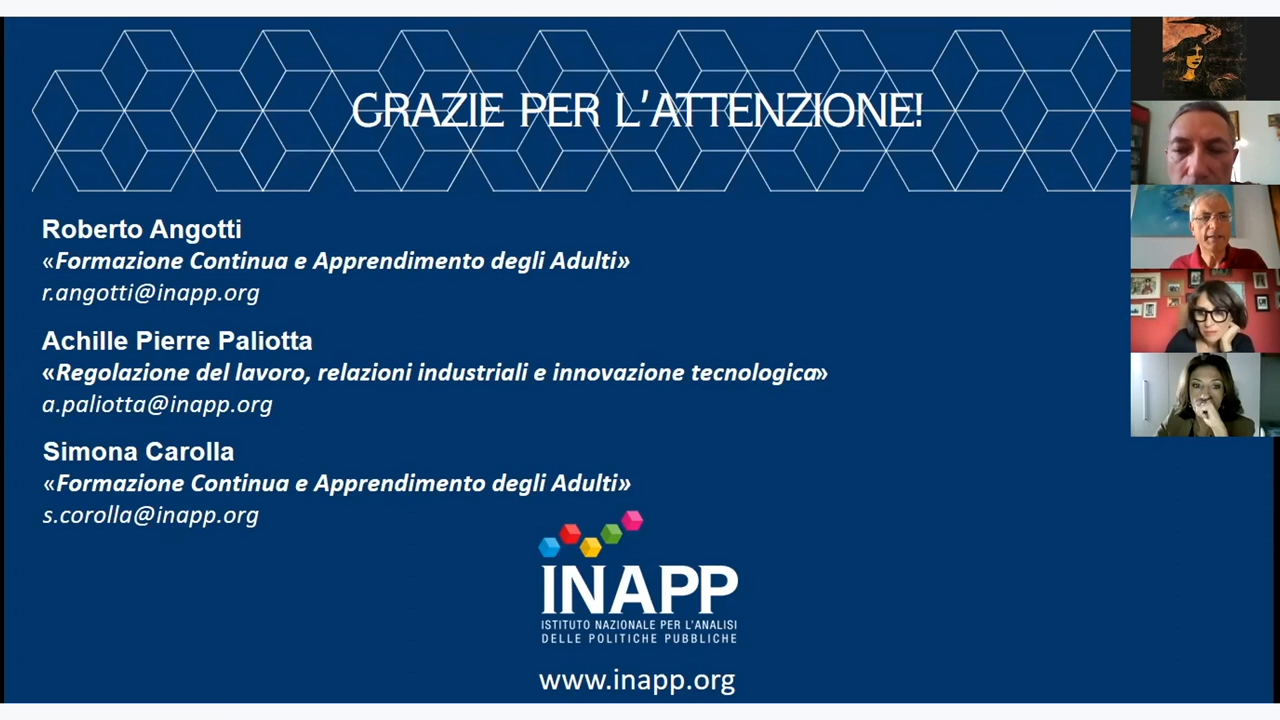 GRAZIE PER L'ATTENZIONE!
Roberto Angotti
«Formazione Continua e Apprendimento degli Adulti»
r.angotti@inapp.org
Achille Pierre Paliotta
«Regolazione del lavoro, relazioni industriali e innovazione tecnologica»
a.paliotta@inapp.org
Simona Carolla
«Formazione Continua e Apprendimento degli Adulti»
s.corolla@inapp.org
INAPP
ISTITUTO NAZIONALE PER L'ANALISI
DELLE POLITICHE PUBBLICHE
www.inapp.org